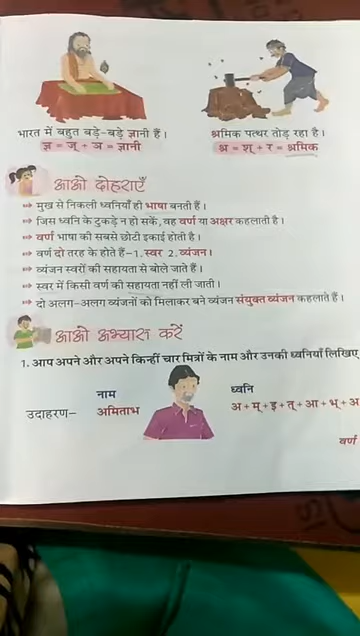 भारत में बहुत बड़े-बड़े ज्ञानी हैं।
ज्ञ = ज् + ञ = ज्ञानी
श्रमिक पत्थर तोड़ रहा है।
श्र = श् + र = श्रमिक
आओ दोहराएँ
⇨ मुख से निकली ध्वनियाँ ही भाषा बनती हैं।
⇨ जिस ध्वनि के टुकड़े न हो सकें, वह वर्ण या अक्षर कहलाती है।
⇨ वर्ण भाषा की सबसे छोटी इकाई होती है।
⇨ वर्ण दो तरह के होते हैं-1. स्वर 2. व्यंजन।
⇨ व्यंजन स्वरों की सहायता से बोले जाते हैं।
⇨ स्वर में किसी वर्ण की सहायता नहीं ली जाती।
⇨ दो अलग-अलग व्यंजनों को मिलाकर बने व्यंजन संयुक्त व्यंजन कहलाते हैं।
आओ अभ्यास करें
1. आप अपने और अपने किन्हीं चार मित्रों के नाम और उनकी ध्वनियाँ लिखिए
नाम ध्वनि
उदाहरण- अमिताभ अ + म् + इ + त् + आ + भ् + अ
वर्ण